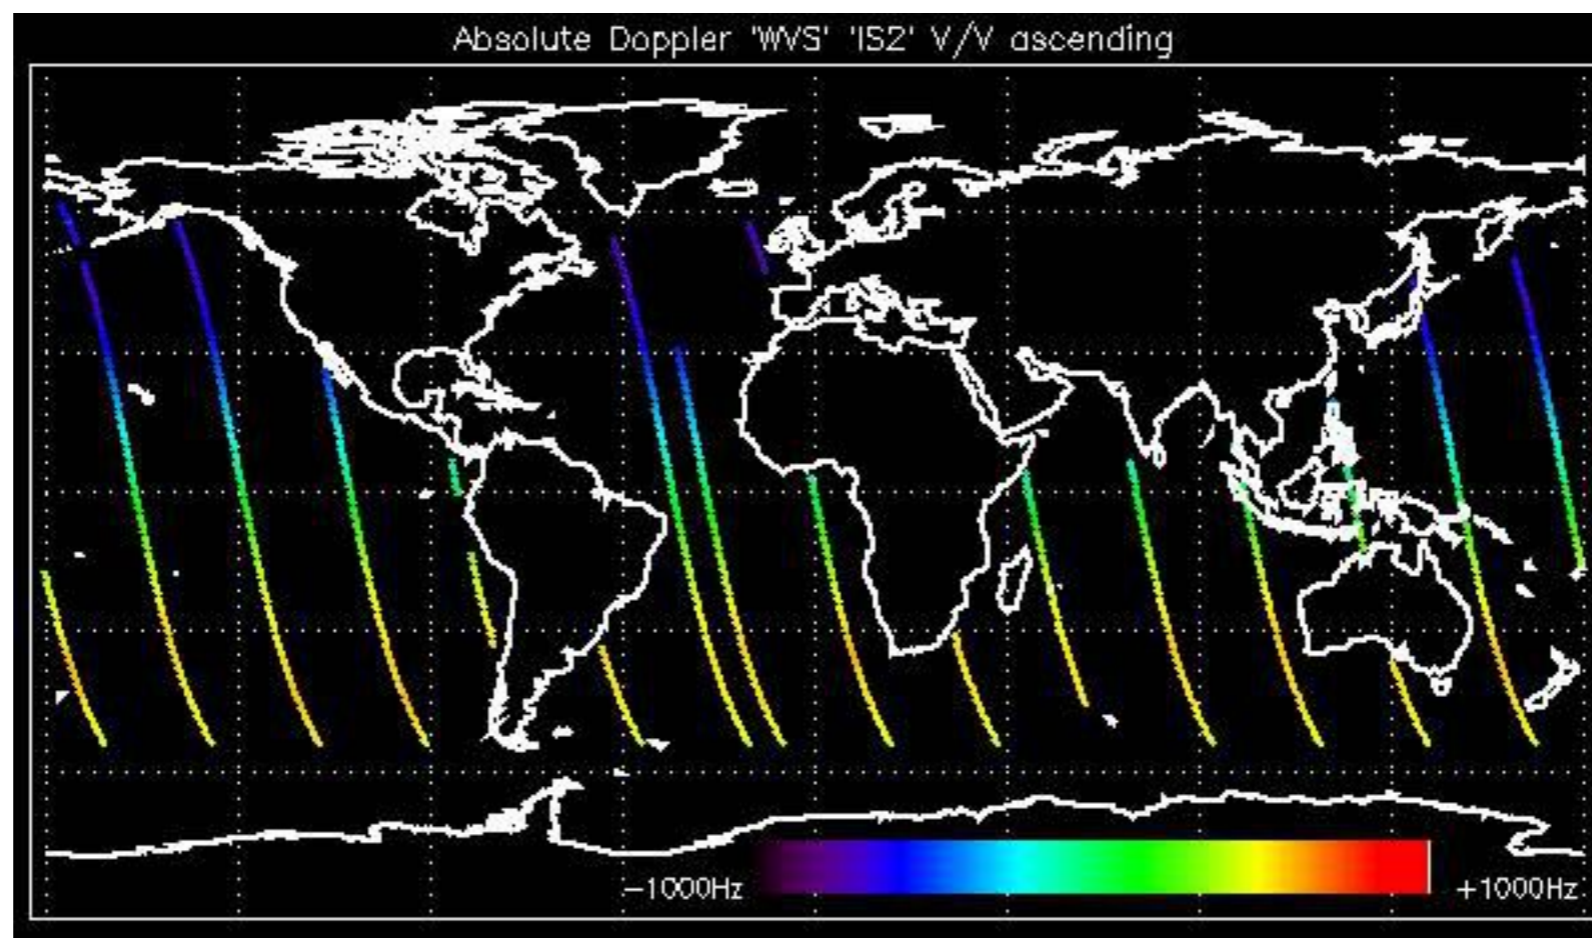 Absolute Doppler 'WVS' 'IS2' V/V ascending
-1000Hz
+1000Hz